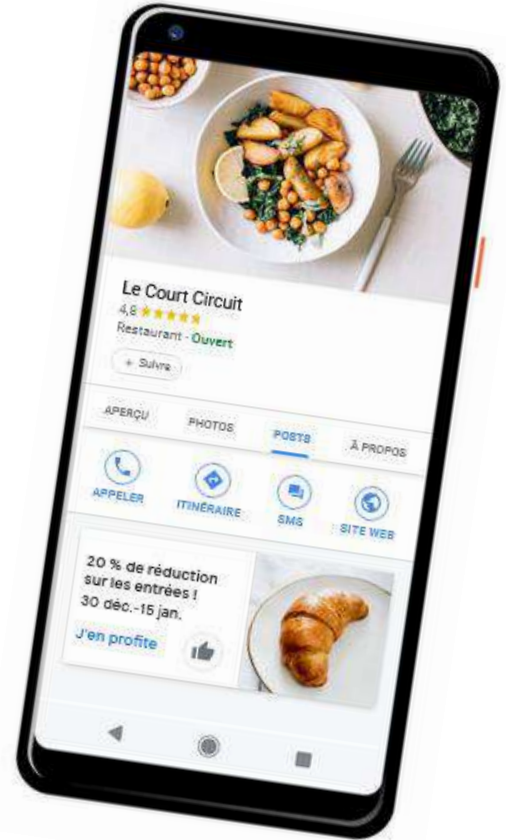 Le Court Circuit
4,8
Restaurant - Ouvert
+ Suivre
APERÇU PHOTOS POSTS À PROPOS
APPELER ITINÉRAIRE SMS SITE WEB
20 % de réduction
sur les entrées !
30 déc.-15 jan.
J'en profite